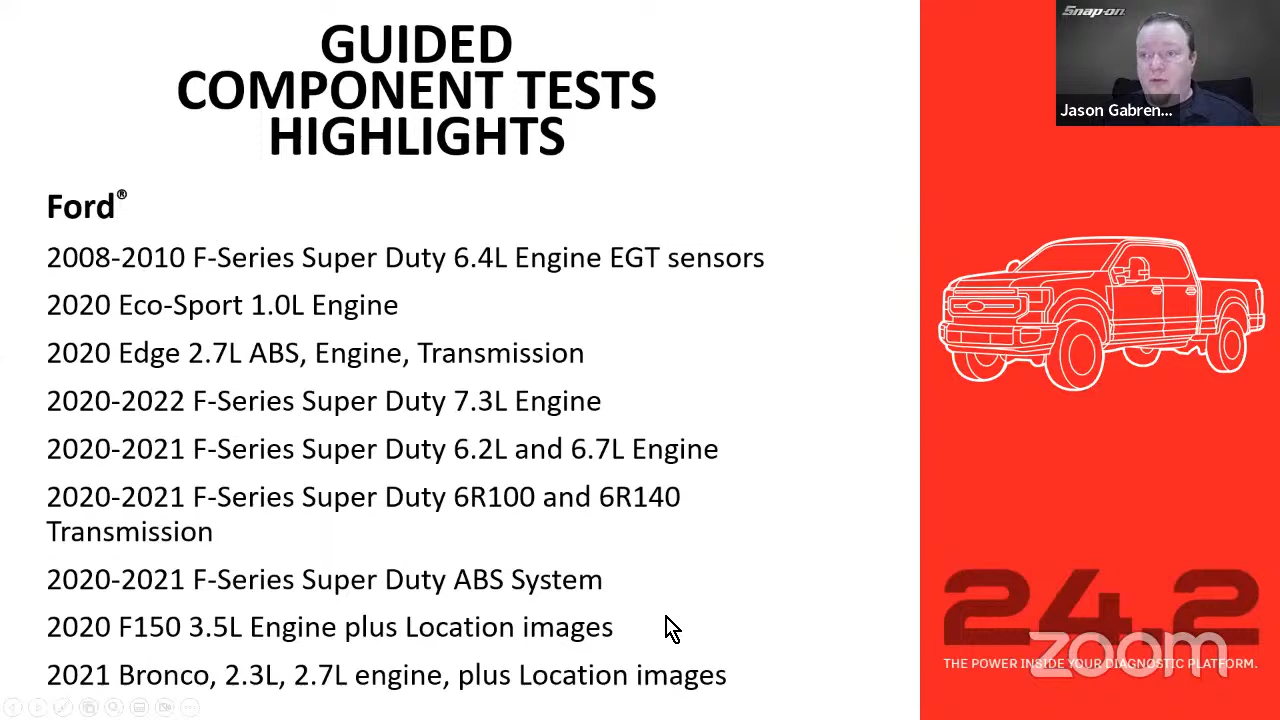 GUIDED
COMPONENT TESTS
HIGHLIGHTS
Ford®
2008-2010 F-Series Super Duty 6.4L Engine EGT sensors
2020 Eco-Sport 1.0L Engine
2020 Edge 2.7L ABS, Engine, Transmission
2020-2022 F-Series Super Duty 7.3L Engine
2020-2021 F-Series Super Duty 6.2L and 6.7L Engine
2020-2021 F-Series Super Duty 6R100 and 6R140
Transmission
2020-2021 F-Series Super Duty ABS System
2020 F150 3.5L Engine plus Location images
2021 Bronco, 2.3L, 2.7L engine, plus Location images
Snap-on
Jason Gabren...
24.2
zoom
THE POWER INSIDE YOUR DIAGNOSTIC PLATFORM.